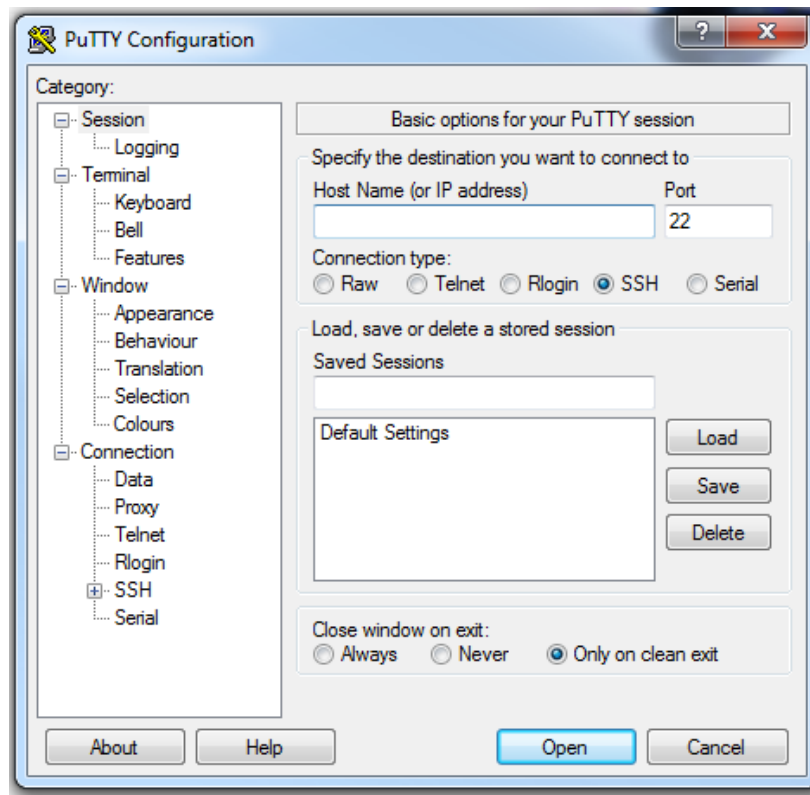 PuTTY Configuration
?
X
Category:
Session
Logging
Terminal
Keyboard
Bell
Features
Window
Appearance
Behaviour
Translation
Selection
Colours
Connection
Data
Proxy
Telnet
Rlogin
SSH
Serial
Basic options for your PuTTY session
Specify the destination you want to connect to
Host Name (or IP address) Port
22
Connection type:
Raw Telnet Rlogin SSH Serial
Load, save or delete a stored session
Saved Sessions
Default Settings
Load
Save
Delete
Close window on exit:
Always Never Only on clean exit
About Help Open Cancel